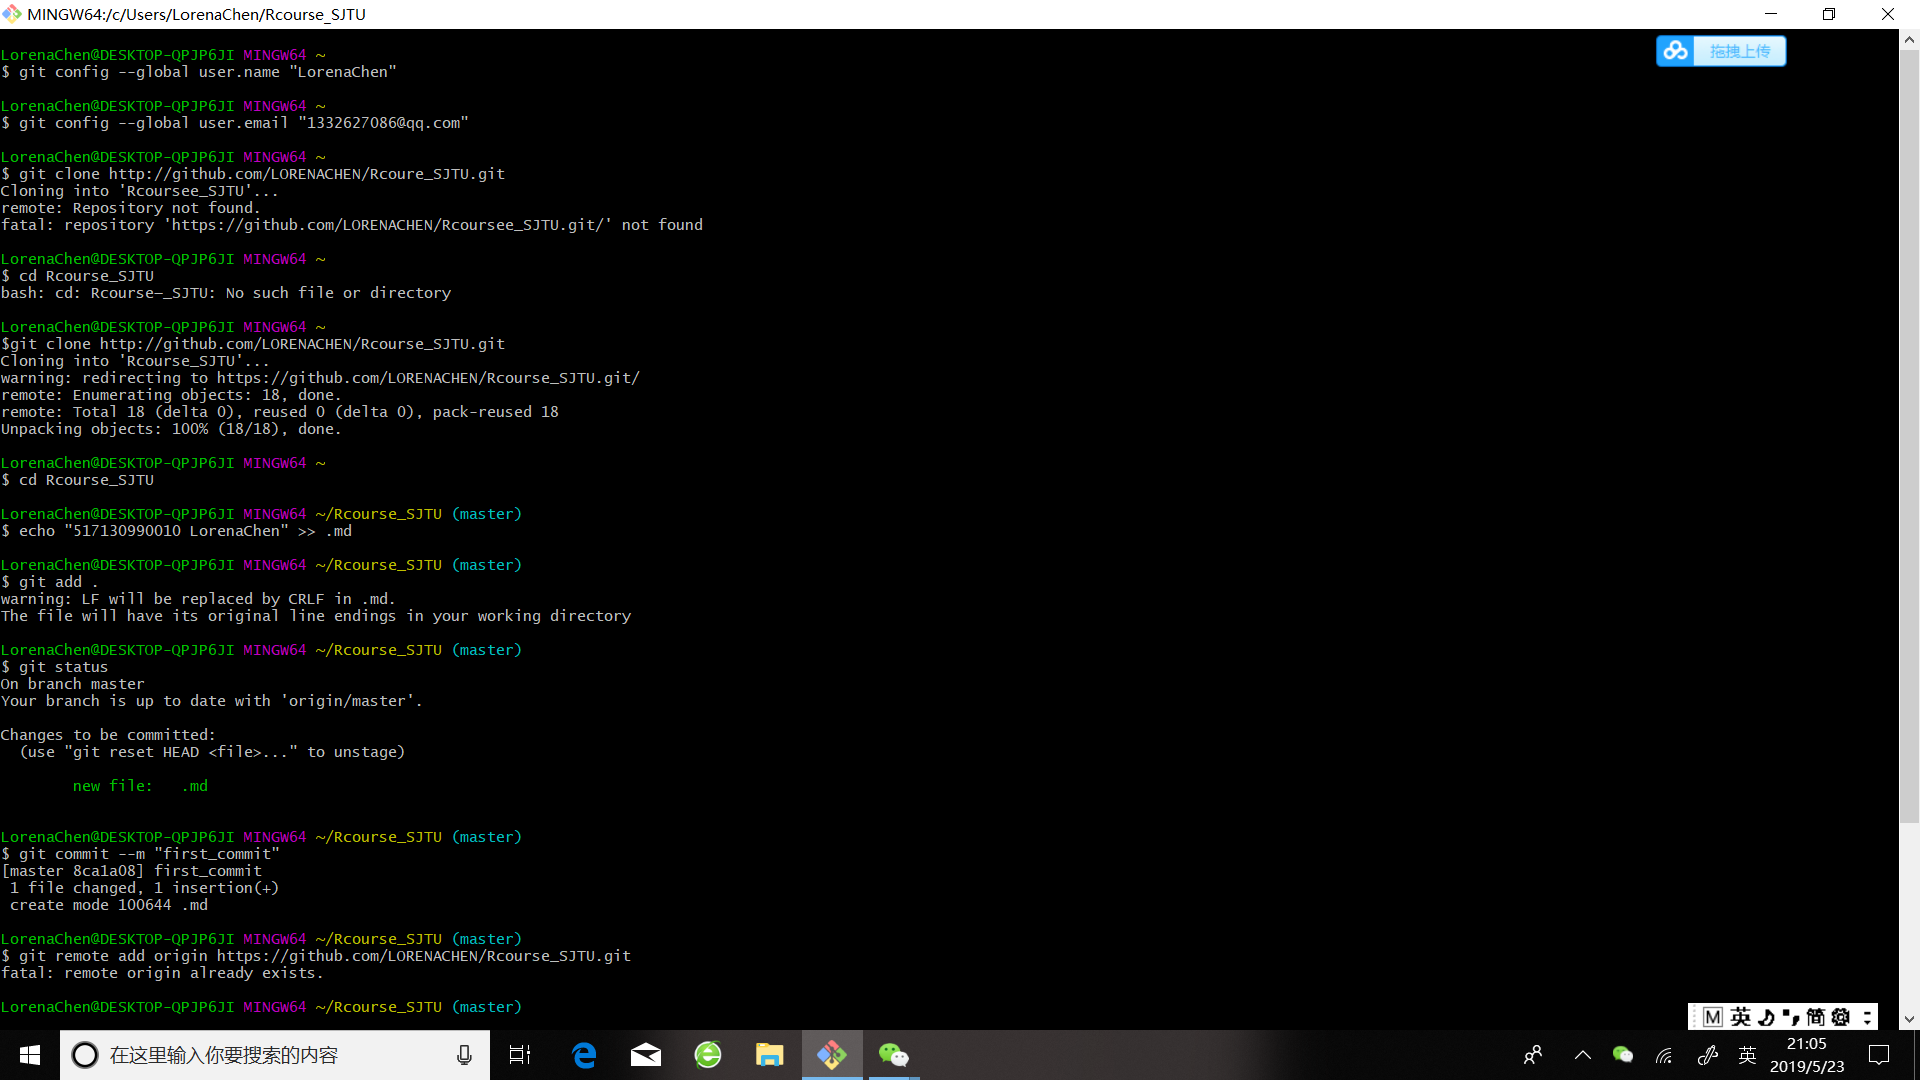 MINGW64:/c/Users/LorenaChen/Rcourse_SJTU
拖拽上传
LorenaChen@DESKTOP-QPJP6JI MINGW64 ~
$ git config --global user.name "LorenaChen"
LorenaChen@DESKTOP-QPJP6JI MINGW64 ~
$ git config --global user.email "1332627086@qq.com"
LorenaChen@DESKTOP-QPJP6JI MINGW64 ~
$ git clone http://github.com/LORENACHEN/Rcoure_SJTU.git
Cloning into 'Rcoursee_SJTU'...
remote: Repository not found.
fatal: repository 'https://github.com/LORENACHEN/Rcoursee_SJTU.git/' not found
LorenaChen@DESKTOP-QPJP6JI MINGW64 ~
$ cd Rcourse_SJTU
bash: cd: Rcourse—_SJTU: No such file or directory
LorenaChen@DESKTOP-QPJP6JI MINGW64 ~
$git clone http://github.com/LORENACHEN/Rcourse_SJTU.git
Cloning into 'Rcourse_SJTU'...
warning: redirecting to https://github.com/LORENACHEN/Rcourse_SJTU.git/
remote: Enumerating objects: 18, done.
remote: Total 18 (delta 0), reused 0 (delta 0), pack-reused 18
Unpacking objects: 100% (18/18), done.
LorenaChen@DESKTOP-QPJP6JI MINGW64 ~
$ cd Rcourse_SJTU
LorenaChen@DESKTOP-QPJP6JI MINGW64 ~/Rcourse_SJTU (master)
$ echo "517130990010 LorenaChen" >> .md
LorenaChen@DESKTOP-QPJP6JI MINGW64 ~/Rcourse_SJTU (master)
$ git add .
warning: LF will be replaced by CRLF in .md.
The file will have its original line endings in your working directory
LorenaChen@DESKTOP-QPJP6JI MINGW64 ~/Rcourse_SJTU (master)
$ git status
On branch master
Your branch is up to date with 'origin/master'.
Changes to be committed:
(use "git reset HEAD <file>..." to unstage)
new file: .md
LorenaChen@DESKTOP-QPJP6JI MINGW64 ~/Rcourse_SJTU (master)
$ git commit --m "first_commit"
[master 8ca1a08] first_commit
1 file changed, 1 insertion(+)
create mode 100644 .md
LorenaChen@DESKTOP-QPJP6JI MINGW64 ~/Rcourse_SJTU (master)
$ git remote add origin https://github.com/LORENACHEN/Rcourse_SJTU.git
fatal: remote origin already exists.
LorenaChen@DESKTOP-QPJP6JI MINGW64 ~/Rcourse_SJTU (master)
M 英 简
在这里输入你要搜索的内容
英
21:05
2019/5/23